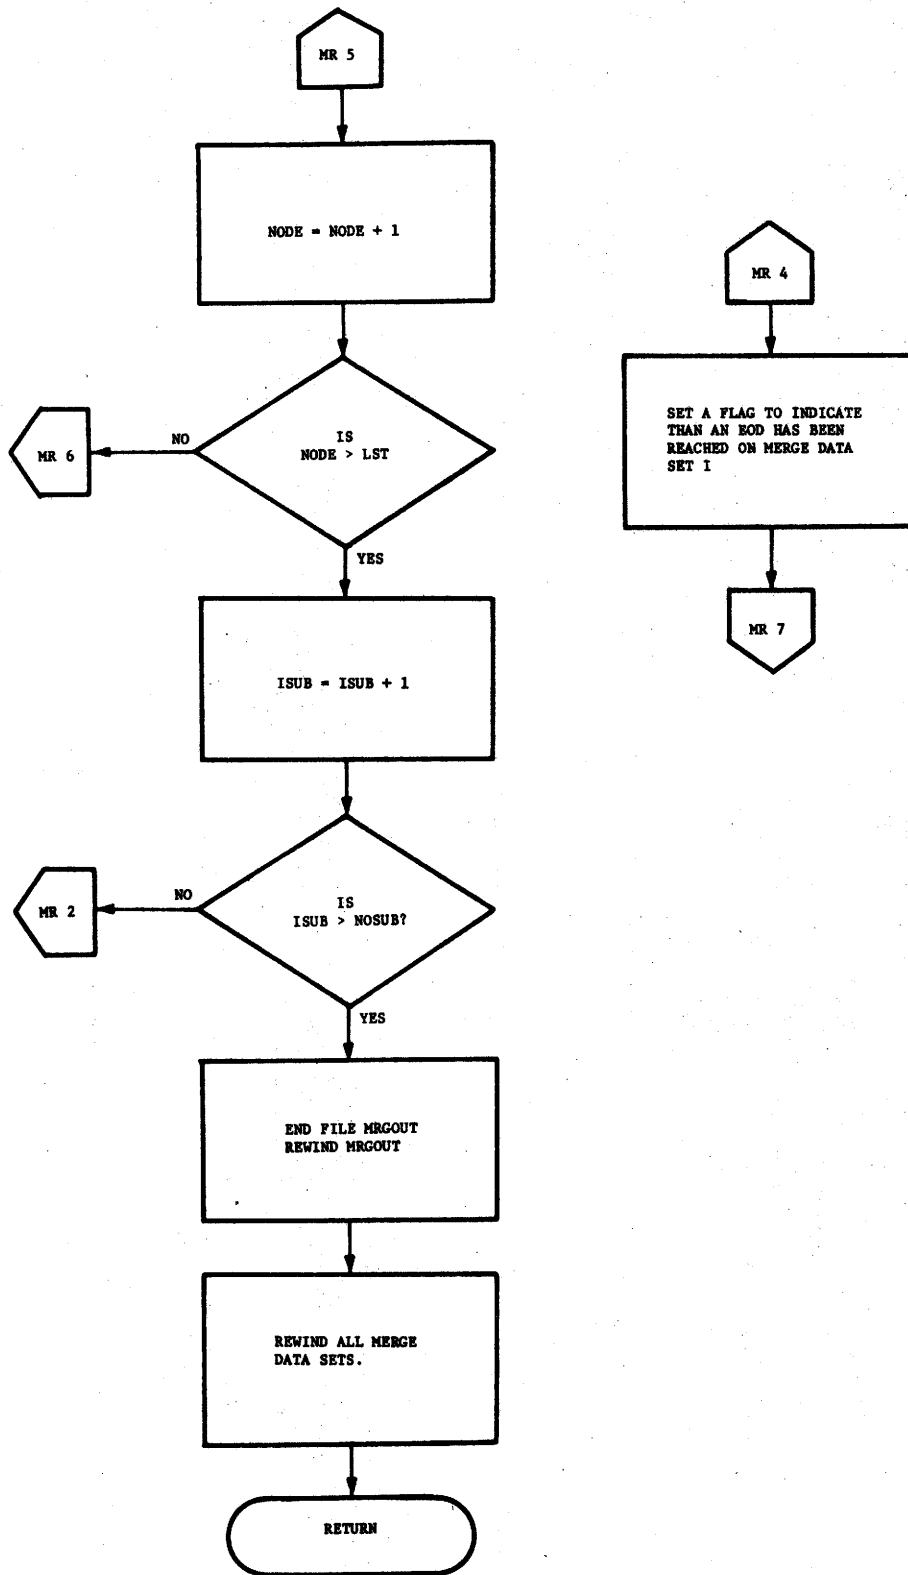 MR 5
NODE = NODE + 1
IS
NODE > LST
NO
MR 6
YES
ISUB = ISUB + 1
IS
ISUB > NOSUB?
NO
MR 2
YES
END FILE MRGOUT
REWIND MRGOUT
REWIND ALL MERGE
DATA SETS.
RETURN
MR 4
SET A FLAG TO INDICATE
THAN AN EOD HAS BEEN
REACHED ON MERGE DATA
SET I
MR 7